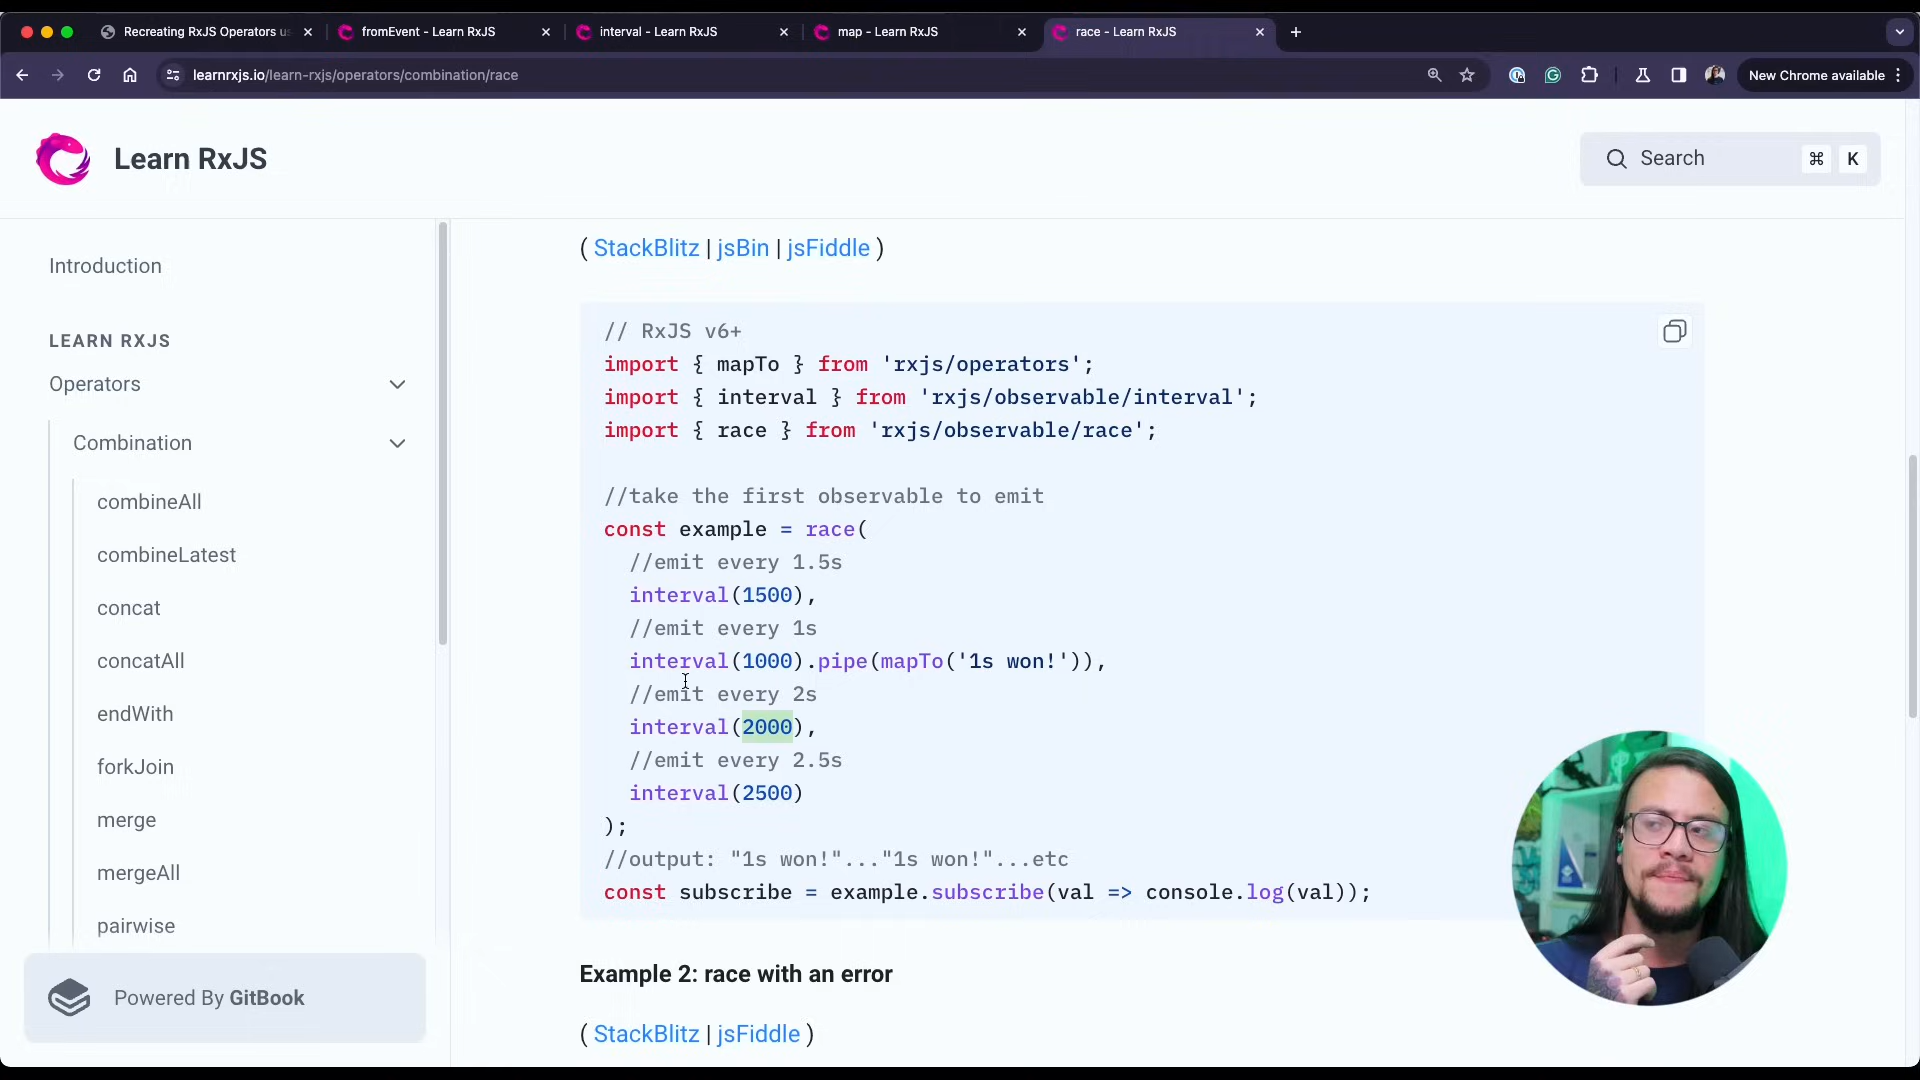 Recreating RxJS Operators us
fromEvent - Learn RxJS
interval - Learn RxJS
map - Learn RxJS
race - Learn RxJS
learnrxjs.io/learn-rxjs/operators/combination/race
New Chrome available
Learn RxJS
Search
⌘ K
Introduction
LEARN RXJS
Operators
Combination
combineAll
combineLatest
concat
concatAll
endWith
forkJoin
merge
mergeAll
pairwise
Powered By GitBook
( StackBlitz | jsBin | jsFiddle )
// RxJS v6+
import { mapTo } from 'rxjs/operators';
import { interval } from 'rxjs/observable/interval';
import { race } from 'rxjs/observable/race';
//take the first observable to emit
const example = race(
//emit every 1.5s
interval(1500),
//emit every 1s
interval(1000).pipe(mapTo('1s won!')),
//emit every 2s
interval(2000),
//emit every 2.5s
interval(2500)
);
//output: "1s won!"..."1s won!"...etc
const subscribe = example.subscribe(val => console.log(val));
Example 2: race with an error
( StackBlitz | jsFiddle )